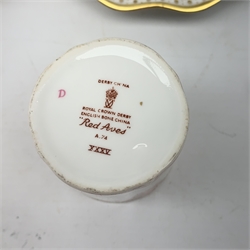 DERBY CHINA
D
ROYAL CROWN DERBY
ENGLISH BONE CHINA
"Red Aves"
A.74